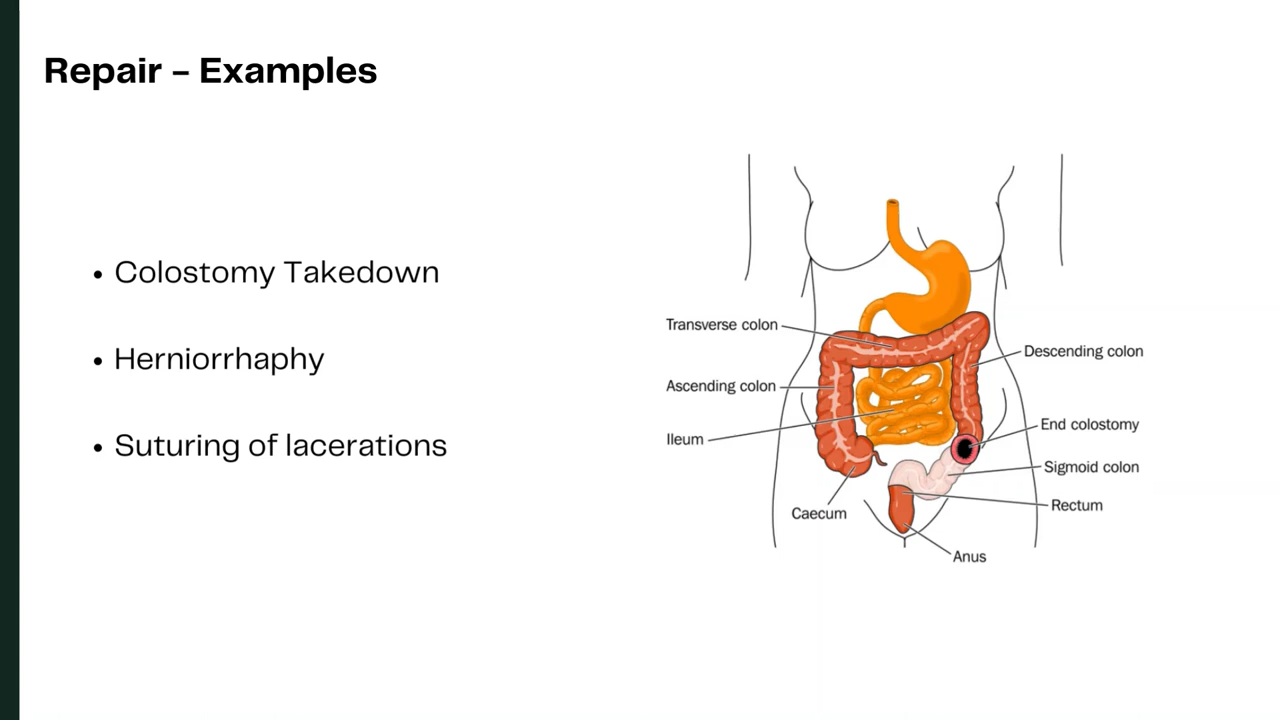 Repair – Examples
• Colostomy Takedown
• Herniorrhaphy
• Suturing of lacerations
Transverse colon
Ascending colon
Ileum
Caecum
Descending colon
End colostomy
Sigmoid colon
Rectum
Anus